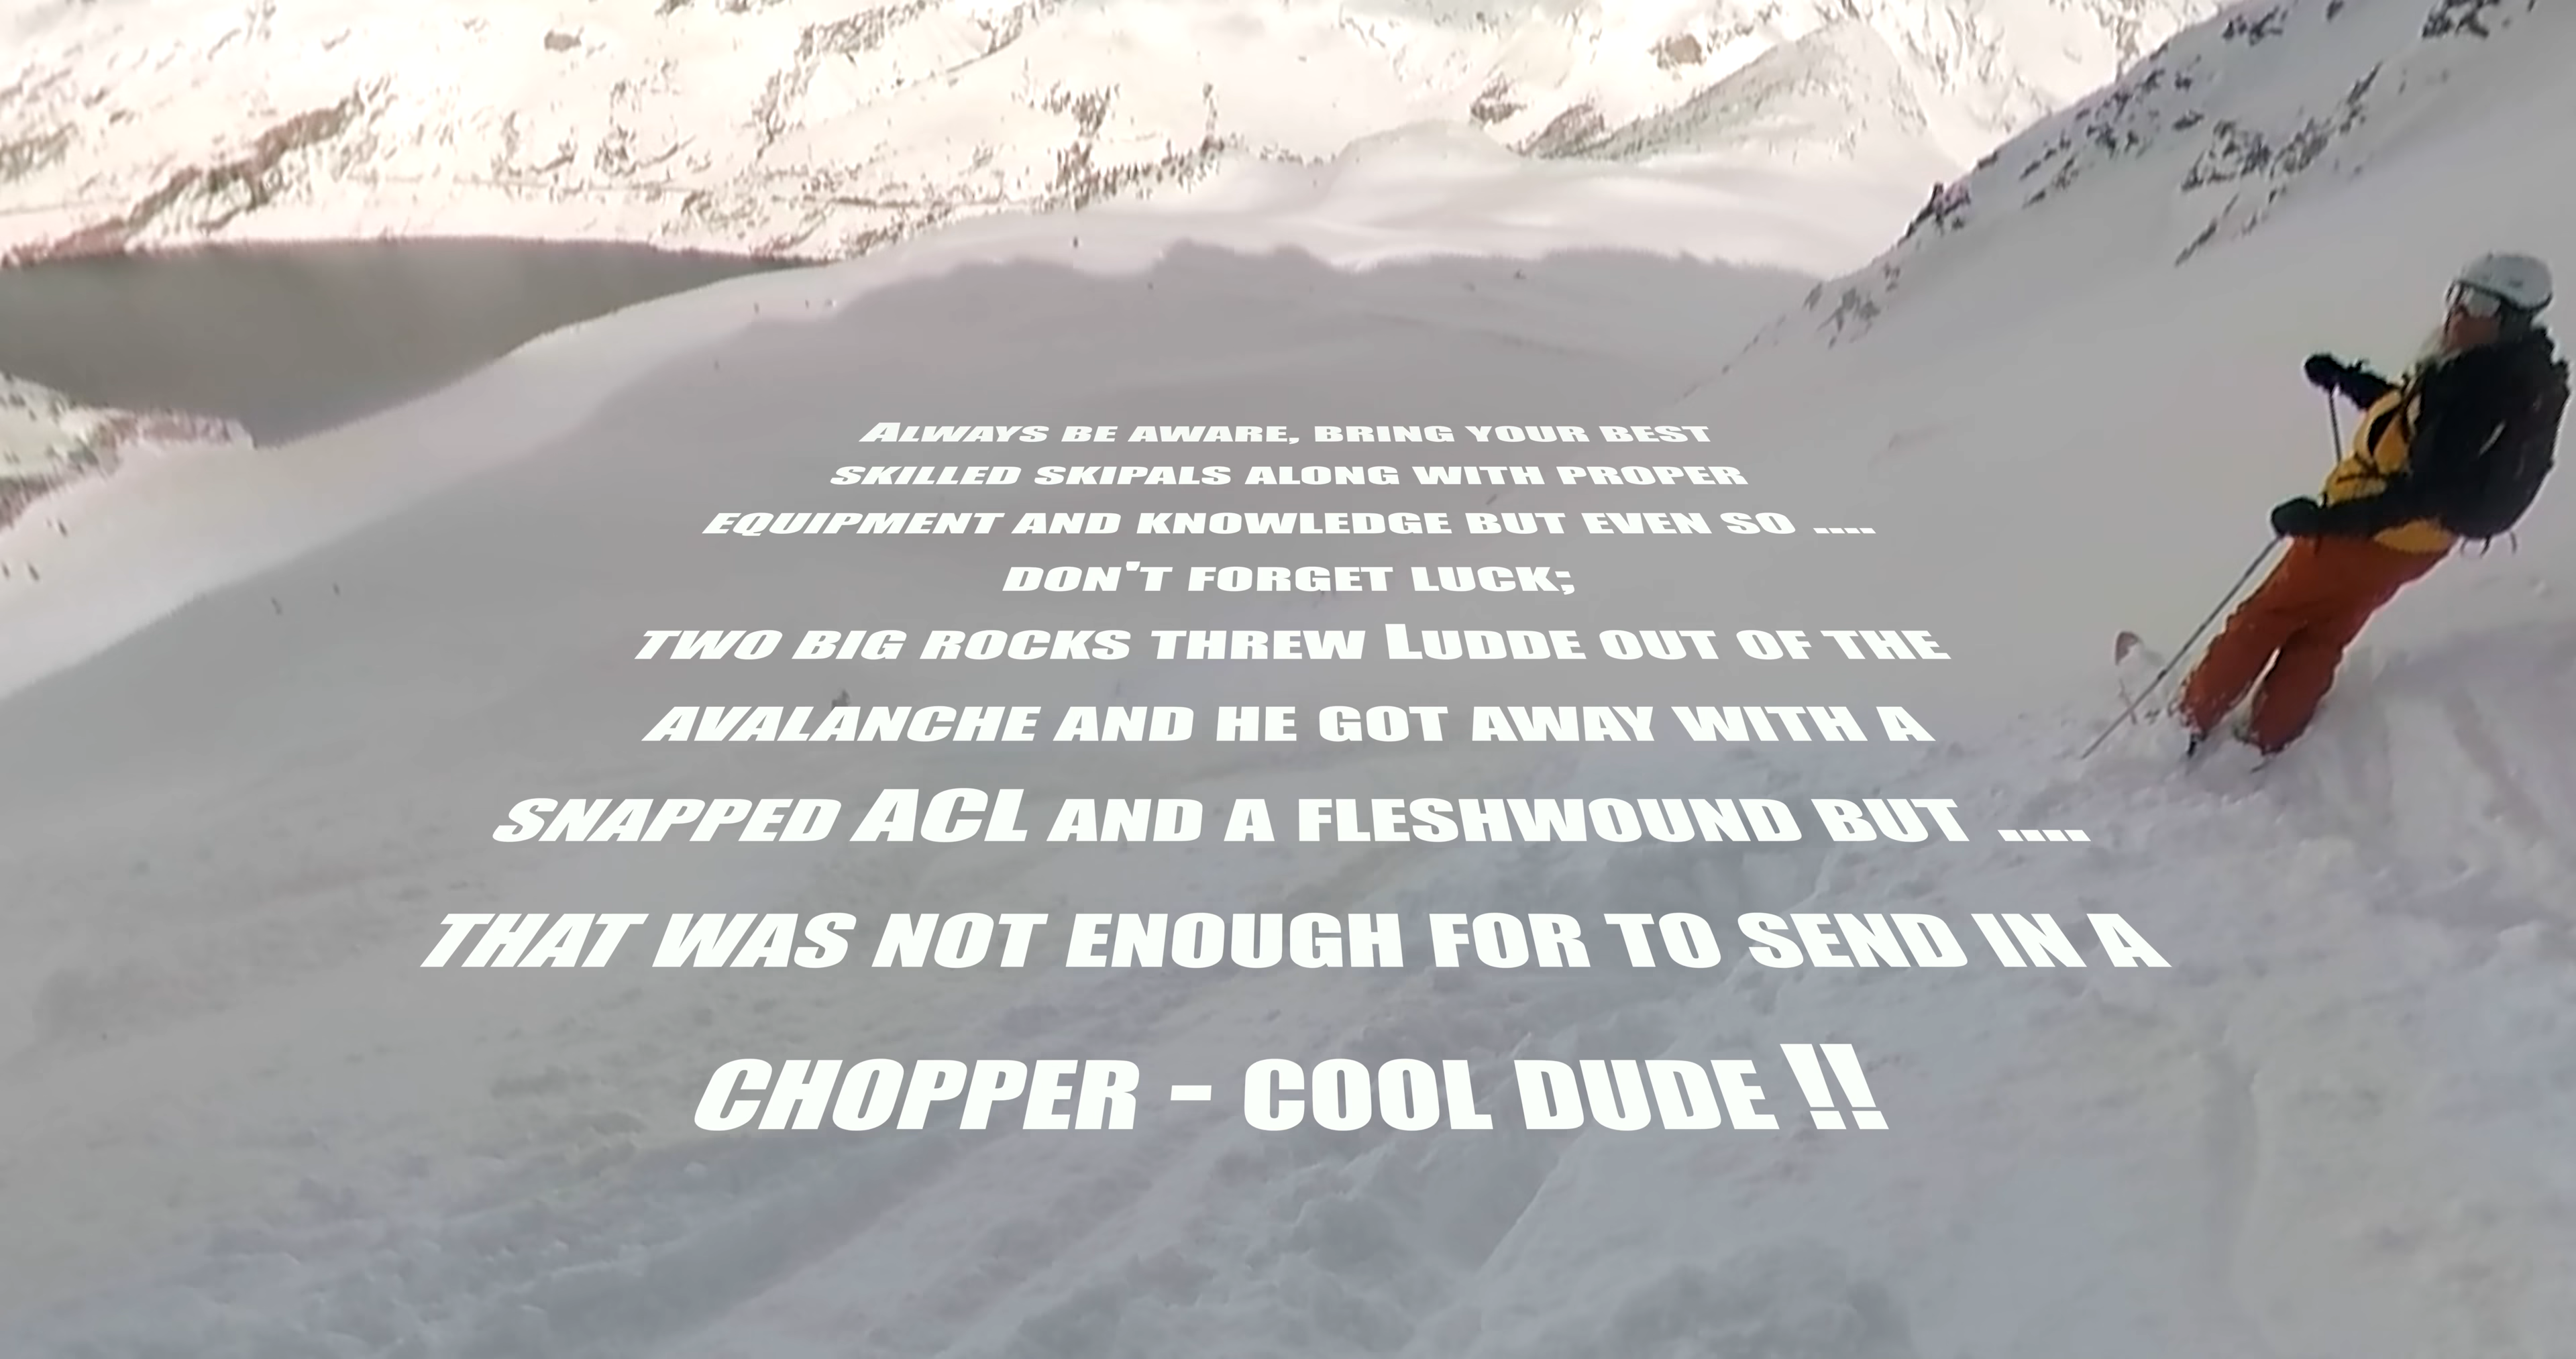 Always be aware, bring your best
skilled skipals along with proper
equipment and knowledge but even so ....
don't forget luck;
two big rocks threw Ludde out of the
avalanche and he got away with a
snapped ACL and a fleshwound but ....
that was not enough for to send in a
chopper - cool dude !!